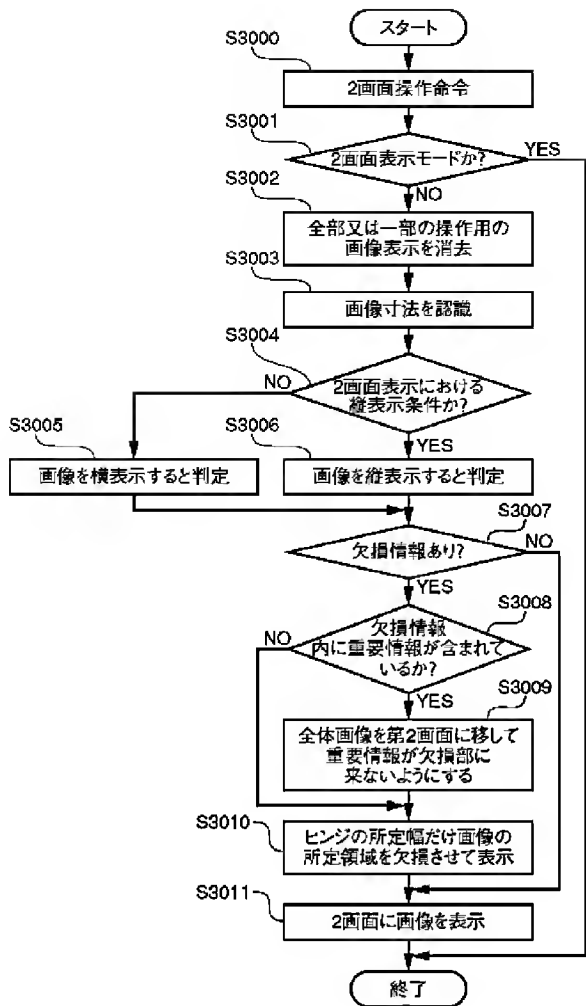 スタート
S3000
2画面操作命令
S3001
2画面表示モードか?
YES
NO
S3002
全部又は一部の操作用の
画像表示を消去
S3003
画像寸法を認識
S3004
2画面表示における
縦表示条件か?
NO
YES
S3005
画像を横表示すると判定
S3006
画像を縦表示すると判定
S3007
欠損情報あり?
NO
YES
S3008
欠損情報
内に重要情報が含まれて
いるか?
NO
YES
S3009
全体画像を第2画面に移して
重要情報が欠損部に
来ないようにする
S3010
ヒンジの所定幅だけ画像の
所定領域を欠損させて表示
S3011
2画面に画像を表示
終了